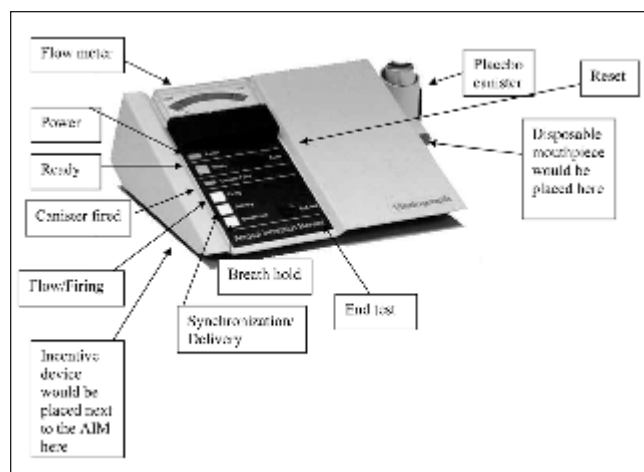 Flow meter
Placebo
canister
Reset
Power
Disposable
mouthpiece
would be
placed here
Ready
Canister fired
Flow/Firing
Breath hold
Synchronization/
Delivery
End test
Incentive
device
would be
placed next
to the AIM
here